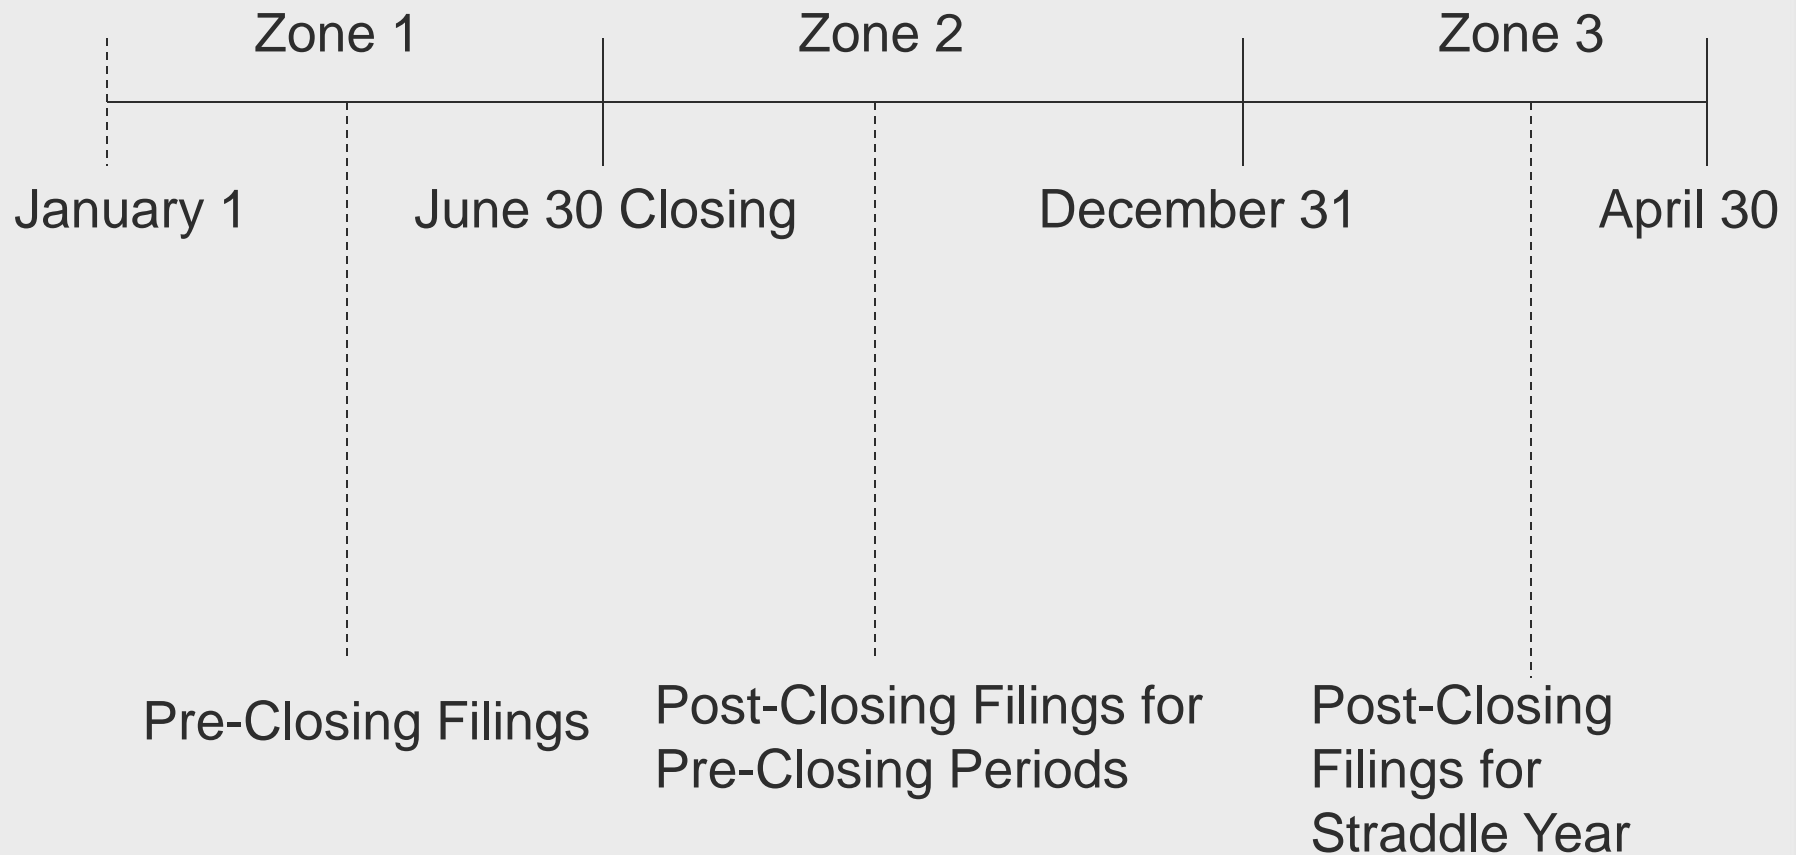 Zone 1
Zone 2
Zone 3
January 1
June 30 Closing
December 31
April 30
Pre-Closing Filings
Post-Closing Filings for
Pre-Closing Periods
Post-Closing
Filings for
Straddle Year